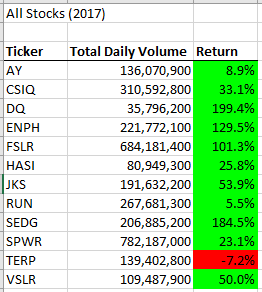 All Stocks (2017)
Ticker Total Daily Volume Return
AY 136,070,900 8.9%
CSIQ 310,592,800 33.1%
DQ 35,796,200 199.4%
ENPH 221,772,100 129.5%
FSLR 684,181,400 101.3%
HASI 80,949,300 25.8%
JKS 191,632,200 53.9%
RUN 267,681,300 5.5%
SEDG 206,885,200 184.5%
SPWR 782,187,000 23.1%
TERP 139,402,800 -7.2%
VSLR 109,487,900 50.0%